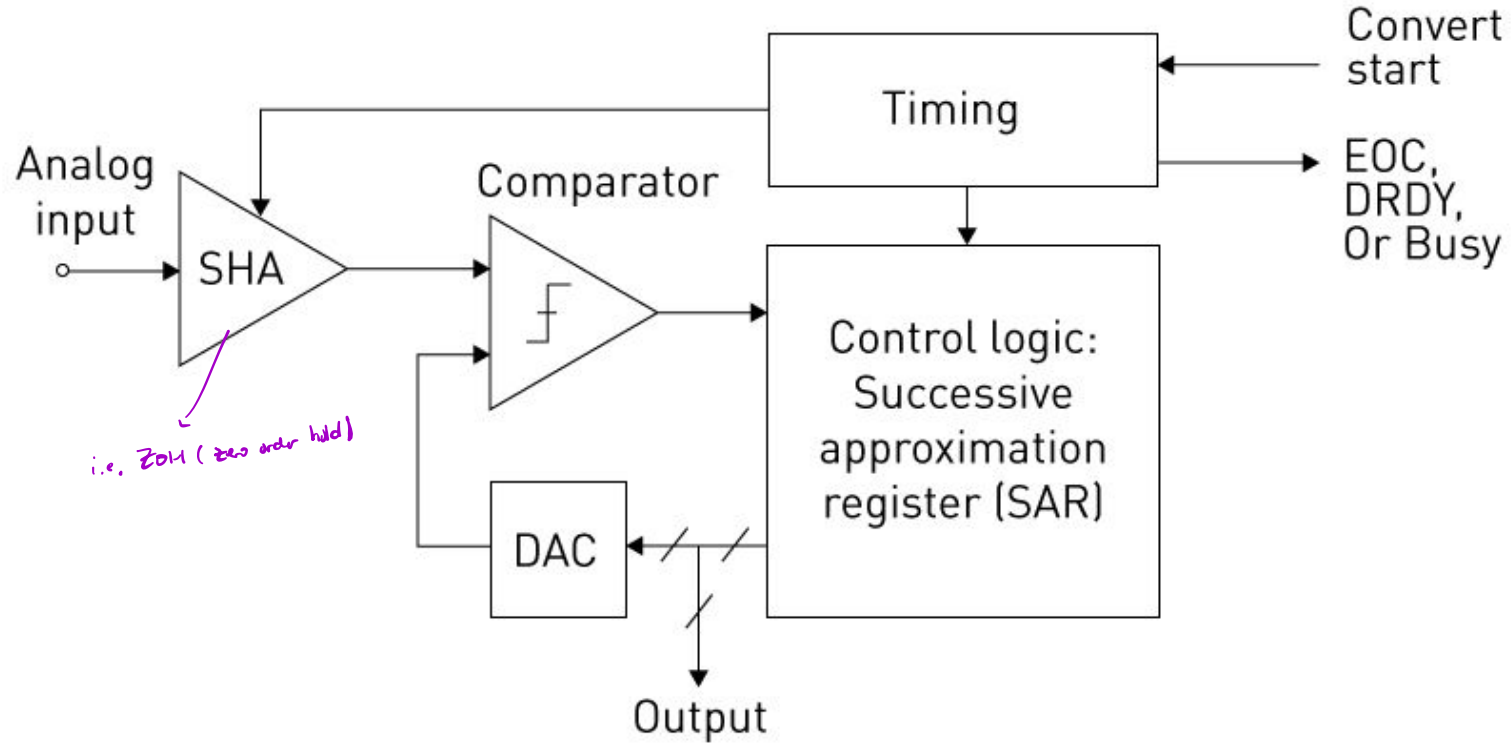 Convert
start
Timing
EOC,
DRDY,
Or Busy
Analog
input
SHA
Comparator
i.e. ZOH (zero order hold)
Control logic:
Successive
approximation
register (SAR)
DAC
Output